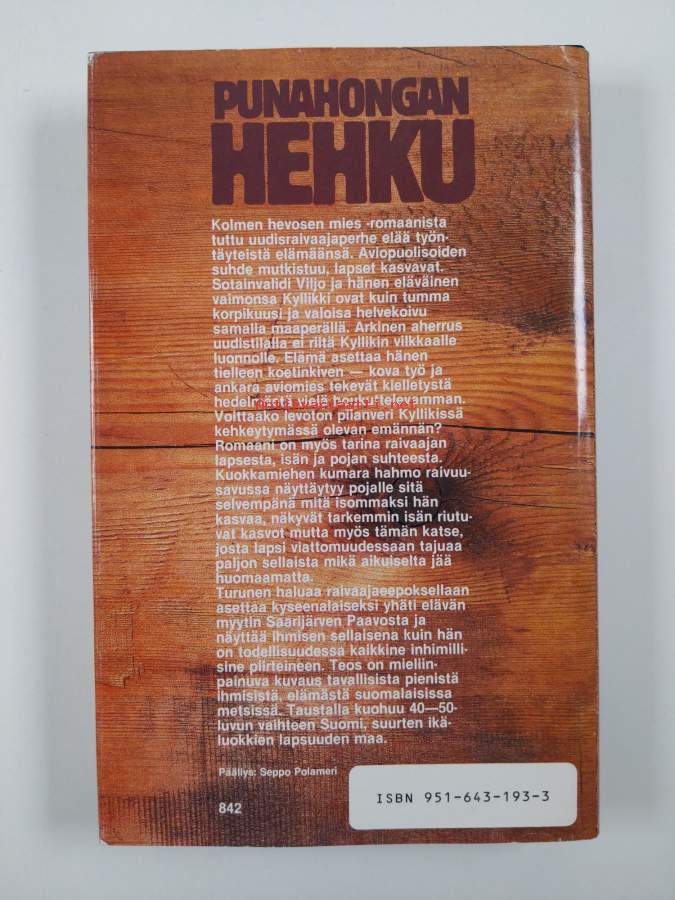 PUNAHONGAN
HEHKU
Kolmen hevosen mies -romaanista
tuttu uudisraivaajaperhe elää työn-
täyteistä elämäänsä. Aviopuolisoiden
suhde mutkistuu, lapset kasvavat.
Sotainvalidi Viljo ja hänen eläväinen
vaimonsa Kyllikki ovat kuin tumma
korpikuusi ja valoisa helvekoivu
samalla maaperällä. Arkinen aherrus
uudistilalla ei riitä Kyllikin vilkkaalle
luonnolle. Elämä asettaa hänen
tielleen koetinkiven — kova työ ja
ankara aviomies tekevät kielletystä
hedelmästä vielä houkuttelevamman.
Voittaako levoton piianveri Kyllikissä
kehkeytymässä olevan emännän?
Romaani on myös tarina raivaajan
lapsesta, isän ja pojan suhteesta.
Kuokkamiehen kumara hahmo raivuu-
savussa näyttäytyy pojalle sitä
selvempänä mitä isommaksi hän
kasvaa, näkyvät tarkemmin isän riutu-
vat kasvot mutta myös tämän katse,
josta lapsi viattomuudessaan tajuaa
paljon sellaista mikä aikuiselta jää
huomaamatta.
Turunen haluaa raivaajaeepoksellaan
asettaa kyseenalaiseksi yhäti elävän
myytin Saarijärven Paavosta ja
näyttää ihmisen sellaisena kuin hän
on todellisuudessa kaikkine inhimilli-
sine piirteineen. Teos on mieliin-
painuva kuvaus tavallisista pienistä
ihmisistä, elämästä suomalaisissa
metsissä. Taustalla kuohuu 40—50-
luvun vaihteen Suomi, suurten ikä-
luokkien lapsuuden maa.
Päällys: Seppo Polameri
ISBN 951-643-193-3
842